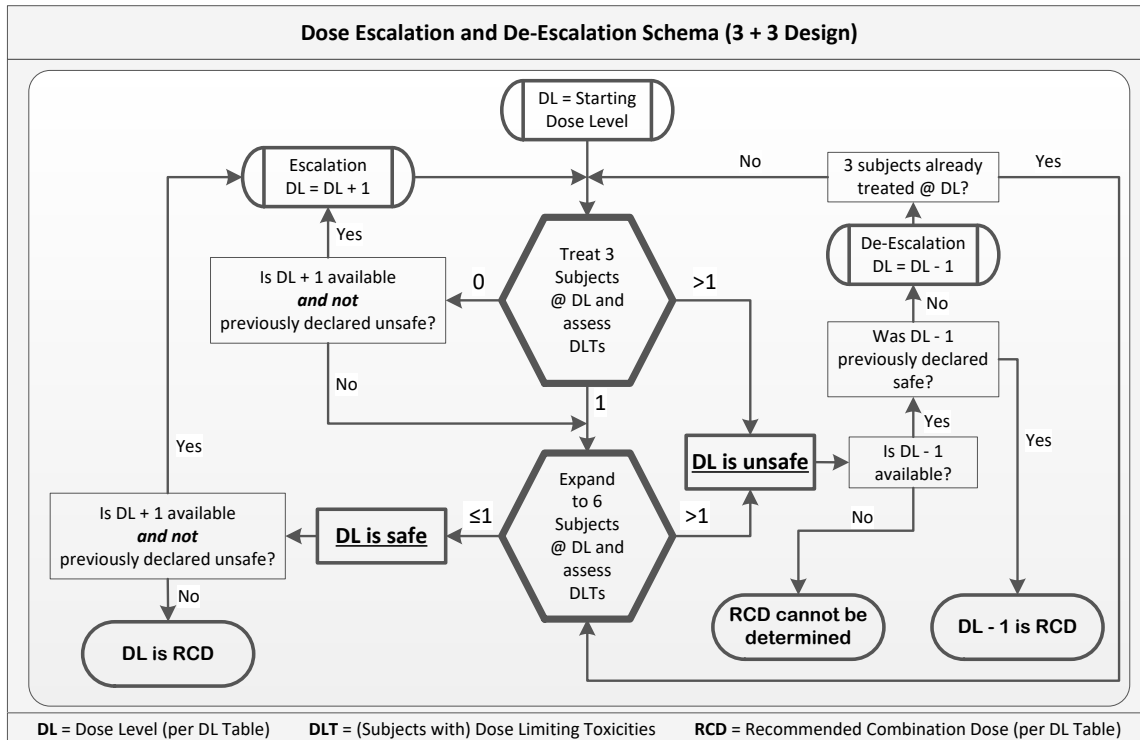 Dose Escalation and De-Escalation Schema (3 + 3 Design)
DL = Starting
Dose Level
Escalation
DL = DL + 1
No
3 subjects already
treated @ DL?
Yes
Yes
De-Escalation
DL = DL - 1
Is DL + 1 available
and not
previously declared unsafe?
0
Treat 3
Subjects
@ DL and
assess
DLTs
>1
No
Was DL - 1
previously declared
safe?
No
1
Yes
Yes
Yes
DL is unsafe
Is DL - 1
available?
Is DL + 1 available
and not
previously declared unsafe?
DL is safe
≤1
Expand
to 6
Subjects
@ DL and
assess
DLTs
>1
No
No
DL is RCD
RCD cannot be
determined
DL - 1 is RCD
DL = Dose Level (per DL Table) DLT = (Subjects with) Dose Limiting Toxicities RCD = Recommended Combination Dose (per DL Table)